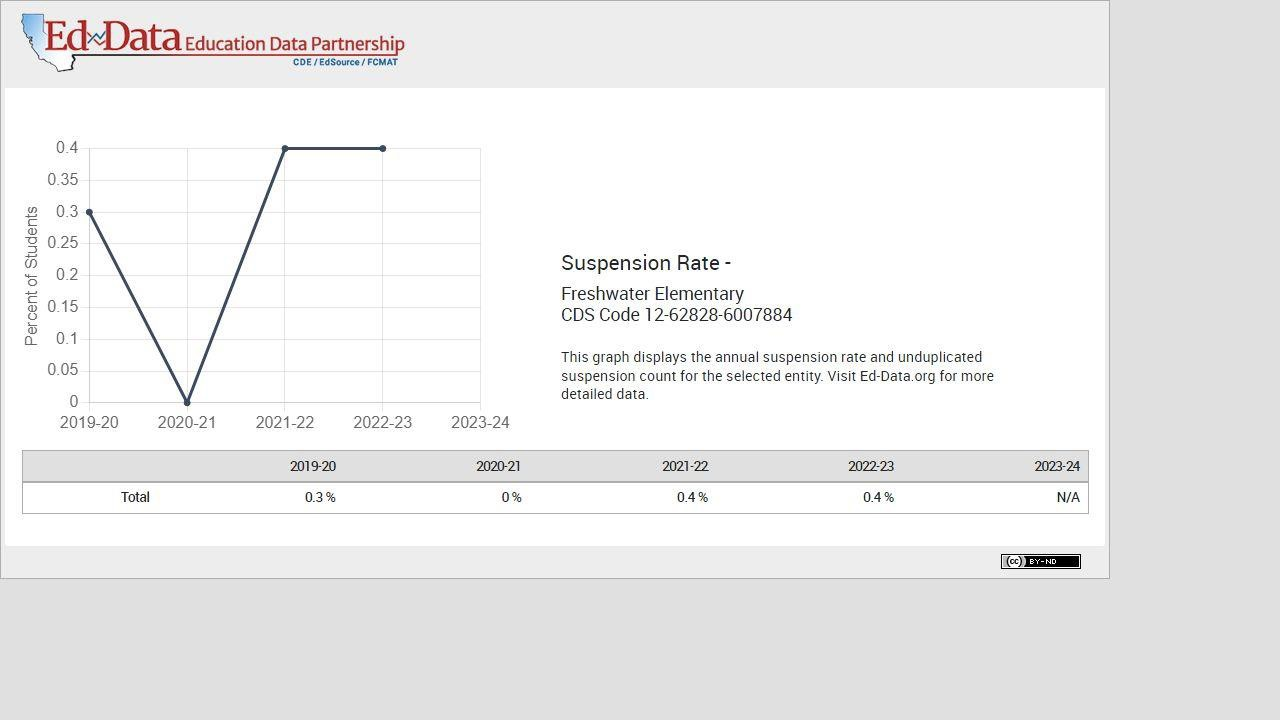 Ed Data Education Data Partnership
CDE / EdSource / FCMAT
0.4
0.35
0.3
0.25
0.2
0.15
0.1
0.05
0
Percent of Students
2019-20 2020-21 2021-22 2022-23 2023-24
Suspension Rate -
Freshwater Elementary
CDS Code 12-62828-6007884
This graph displays the annual suspension rate and unduplicated
suspension count for the selected entity. Visit Ed-Data.org for more
detailed data.
2019-20 2020-21 2021-22 2022-23 2023-24
Total 0.3 % 0 % 0.4 % 0.4 % N/A
cc BY-ND